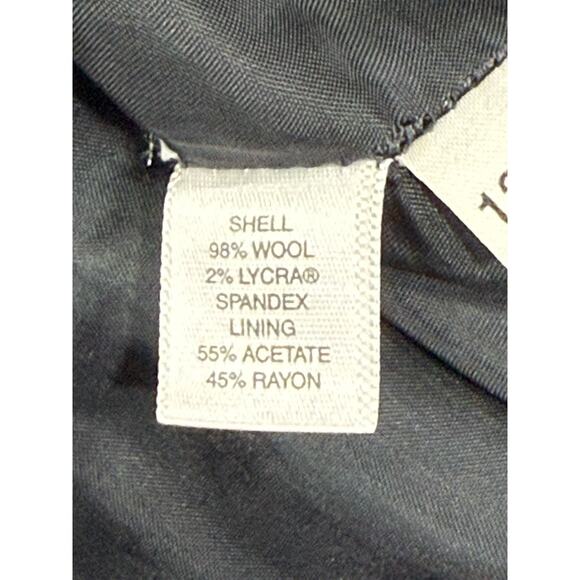 SHELL
98% WOOL
2% LYCRA®
SPANDEX
LINING
55% ACETATE
45% RAYON